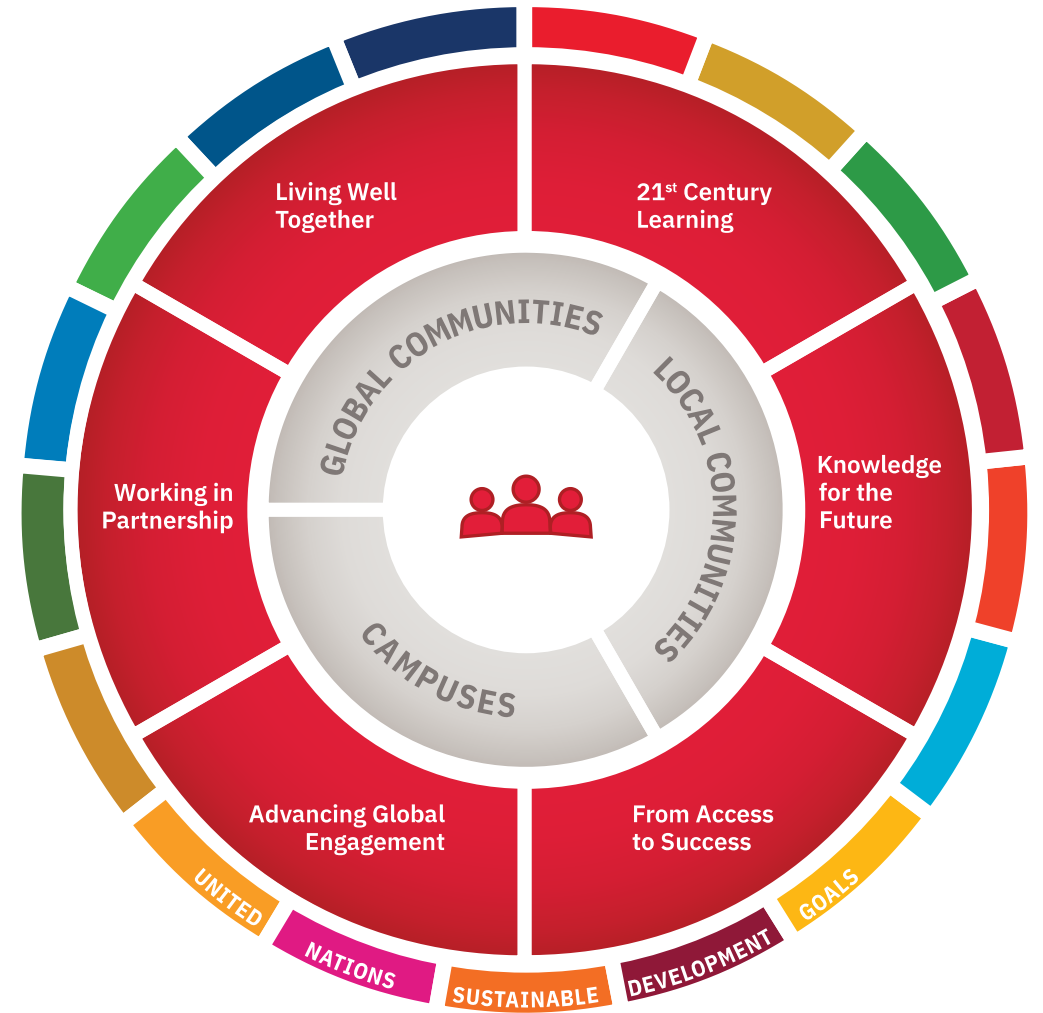 Living Well
Together
21st Century
Learning
GLOBAL COMMUNITIES
LOCAL COMMUNITIES
Knowledge
for the
Future
Working in
Partnership
CAMPUSES
Advancing Global
Engagement
From Access
to Success
UNITED NATIONS SUSTAINABLE DEVELOPMENT GOALS